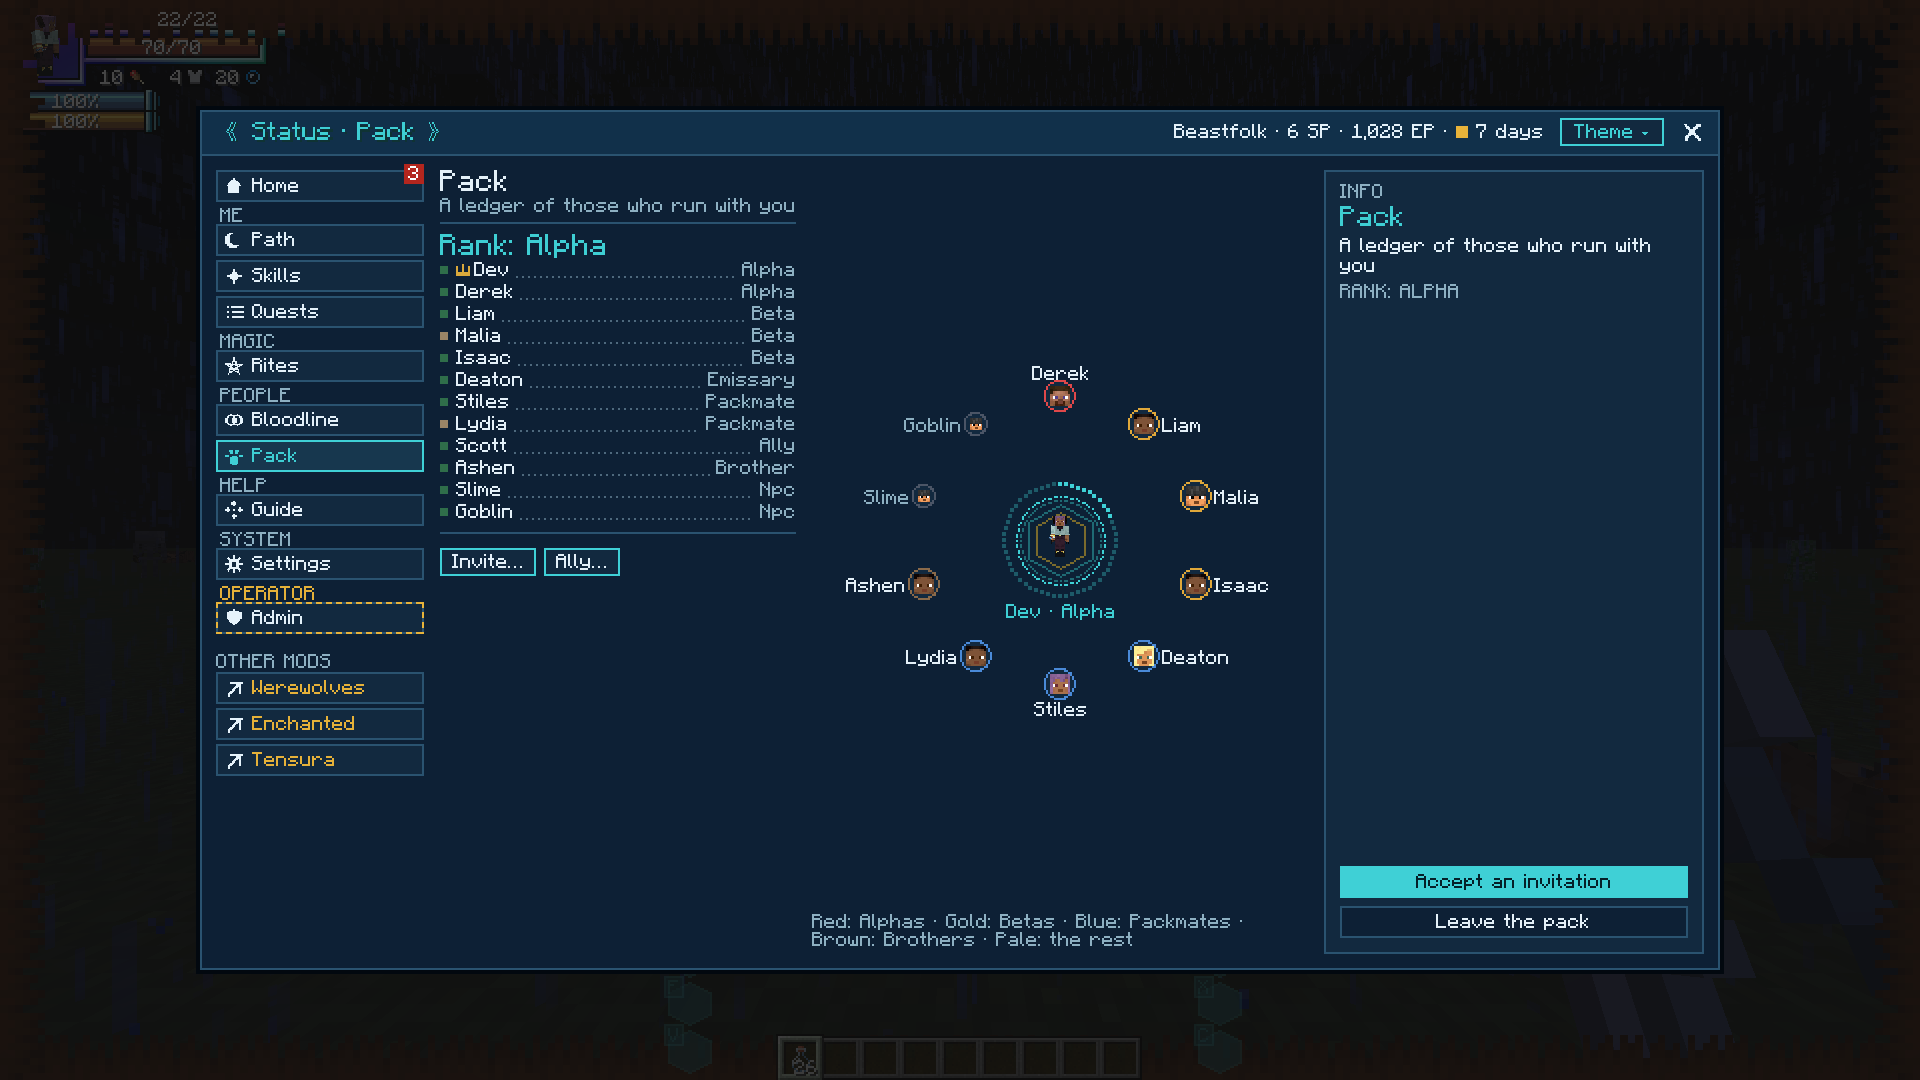 22/22
70/70
10 4 20
100%
100%
《 Status · Pack 》
Beastfolk · 6 SP · 1,028 EP · 7 days
Theme
Home
3
ME
Path
Skills
Quests
MAGIC
Rites
PEOPLE
Bloodline
Pack
HELP
Guide
SYSTEM
Settings
OPERATOR
Admin
OTHER MODS
Werewolves
Enchanted
Tensura
Pack
A ledger of those who run with you
Rank: Alpha
Dev Alpha
Derek Alpha
Liam Beta
Malia Beta
Isaac Beta
Deaton Emissary
Stiles Packmate
Lydia Packmate
Scott Ally
Ashen Brother
Slime Npc
Goblin Npc
Invite...
Ally...
Derek
Goblin
Liam
Slime
Malia
Ashen
Isaac
Dev · Alpha
Lydia
Deaton
Stiles
Red: Alphas · Gold: Betas · Blue: Packmates ·
Brown: Brothers · Pale: the rest
INFO
Pack
A ledger of those who run with
you
RANK: ALPHA
Accept an invitation
Leave the pack
V
C
26